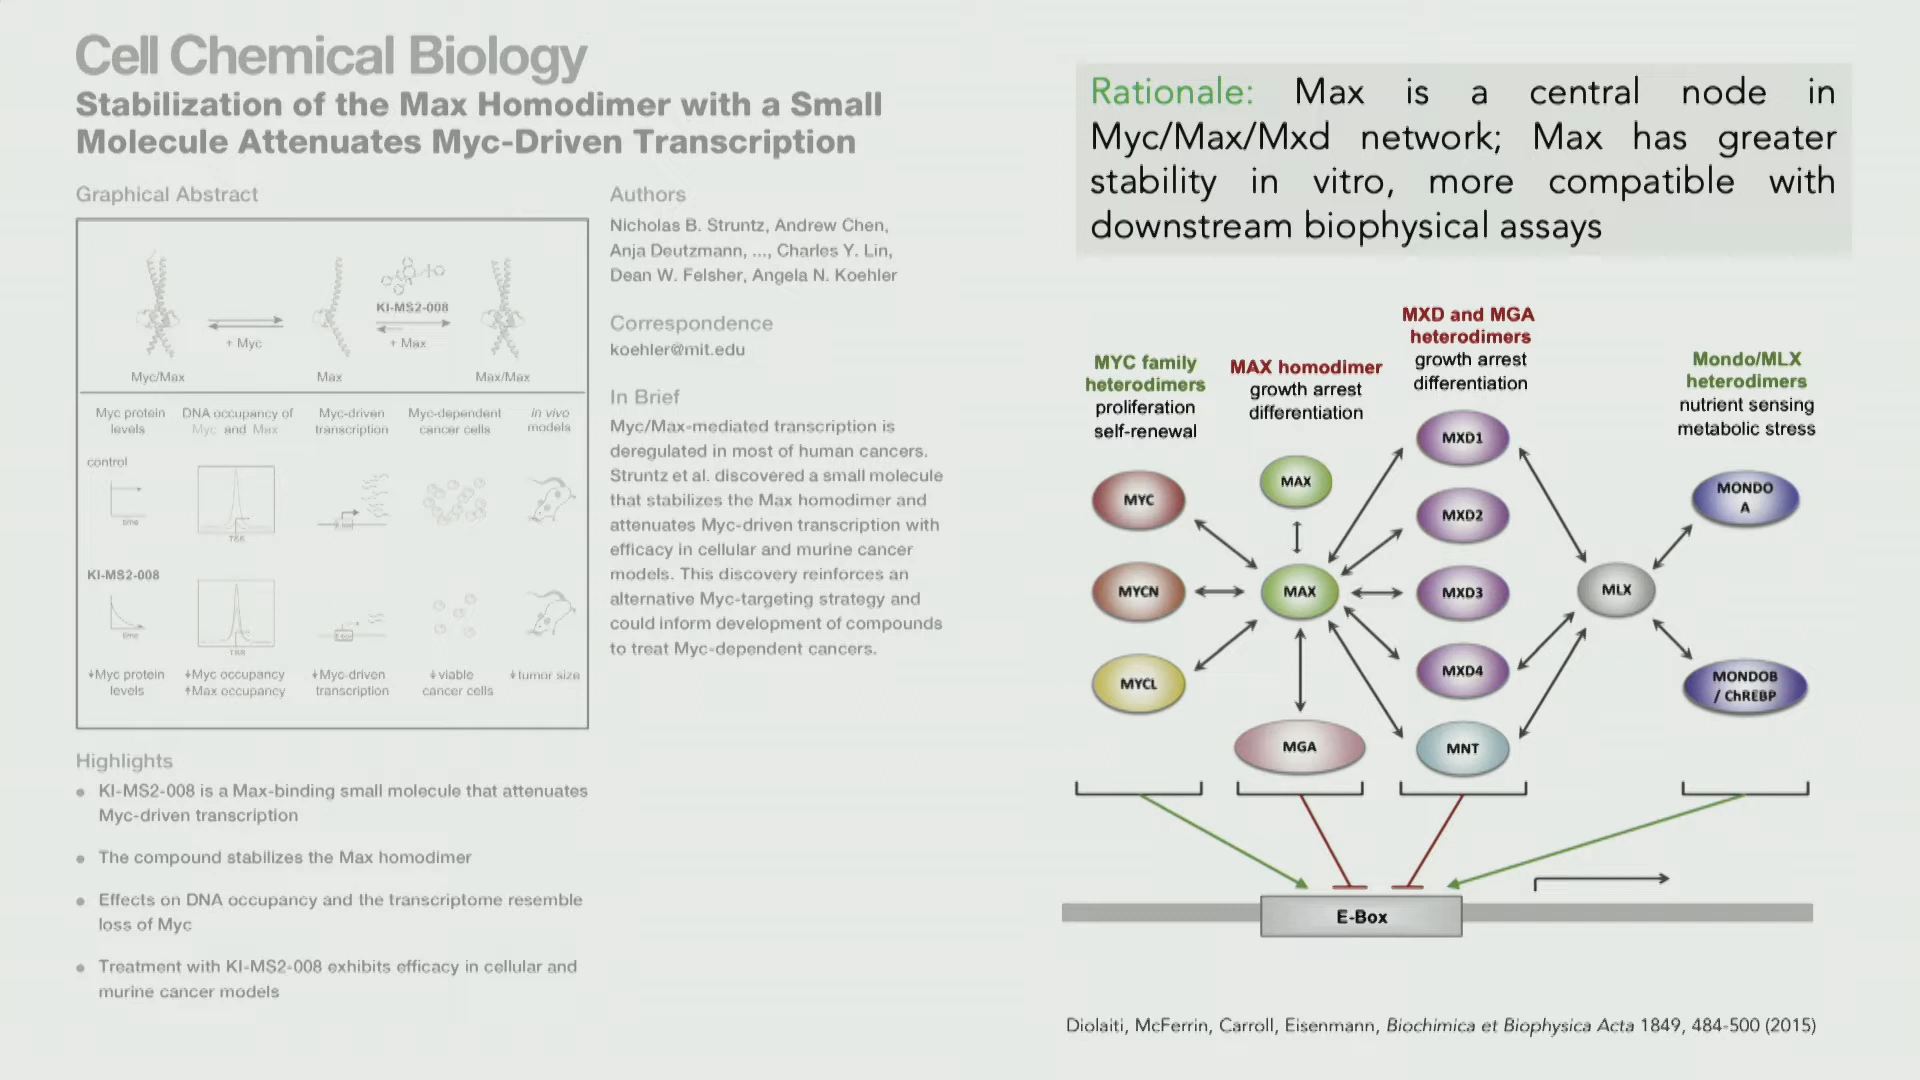 Cell Chemical Biology
Stabilization of the Max Homodimer with a Small
Molecule Attenuates Myc-Driven Transcription
Graphical Abstract
KI-MS2-008
+ Myc
+ Max
Myc/Max
Max
Max/Max
Myc protein
levels
DNA occupancy of
Myc and Max
Myc-driven
transcription
Myc-dependent
cancer cells
in vivo
models
control
time
TSS
KI-MS2-008
time
TSS
↓Myc protein
levels
↓Myc occupancy
↑Max occupancy
↓Myc-driven
transcription
↓viable
cancer cells
↓tumor size
Authors
Nicholas B. Struntz, Andrew Chen,
Anja Deutzmann, ..., Charles Y. Lin,
Dean W. Felsher, Angela N. Koehler
Correspondence
koehler@mit.edu
In Brief
Myc/Max-mediated transcription is
deregulated in most of human cancers.
Struntz et al. discovered a small molecule
that stabilizes the Max homodimer and
attenuates Myc-driven transcription with
efficacy in cellular and murine cancer
models. This discovery reinforces an
alternative Myc-targeting strategy and
could inform development of compounds
to treat Myc-dependent cancers.
Highlights
• KI-MS2-008 is a Max-binding small molecule that attenuates
Myc-driven transcription
• The compound stabilizes the Max homodimer
• Effects on DNA occupancy and the transcriptome resemble
loss of Myc
• Treatment with KI-MS2-008 exhibits efficacy in cellular and
murine cancer models
Rationale: Max is a central node in
Myc/Max/Mxd network; Max has greater
stability in vitro, more compatible with
downstream biophysical assays
MYC family
heterodimers
proliferation
self-renewal
MAX homodimer
growth arrest
differentiation
MXD and MGA
heterodimers
growth arrest
differentiation
Mondo/MLX
heterodimers
nutrient sensing
metabolic stress
MYC
MYCN
MYCL
MAX
MAX
MGA
MXD1
MXD2
MXD3
MXD4
MNT
MLX
MONDO
A
MONDOB
/ ChREBP
E-Box
Diolaiti, McFerrin, Carroll, Eisenmann, Biochimica et Biophysica Acta 1849, 484-500 (2015)